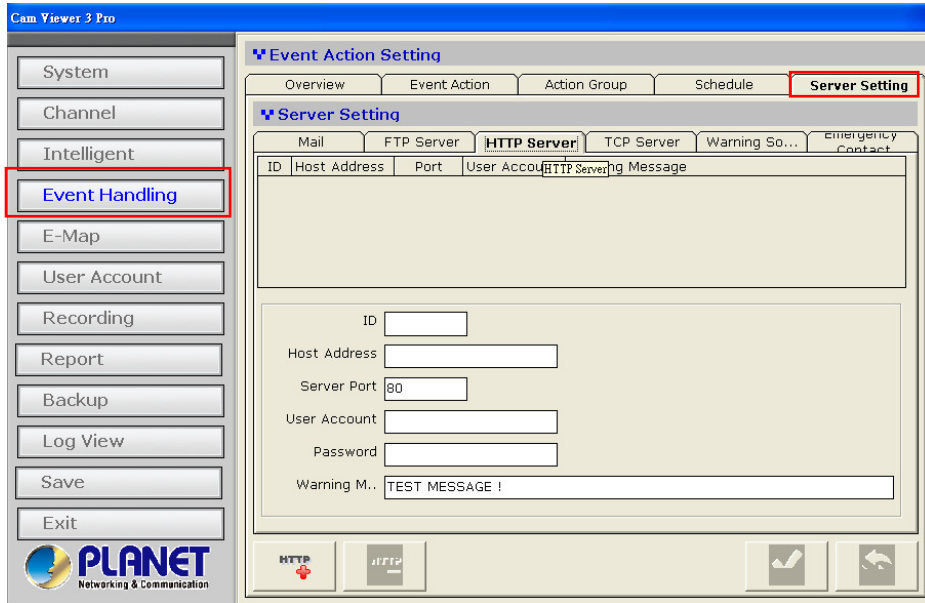 Cam Viewer 3 Pro
System
Channel
Intelligent
Event Handling
E-Map
User Account
Recording
Report
Backup
Log View
Save
Exit
PLANET
Networking & Communication
Event Action Setting
Overview Event Action Action Group Schedule Server Setting
Server Setting
Mail FTP Server HTTP Server TCP Server Warning So... Emergency Contact
ID Host Address Port User Accou HTTP Server ng Message
ID
Host Address
Server Port 80
User Account
Password
Warning M.. TEST MESSAGE !
HTTP
HTTP